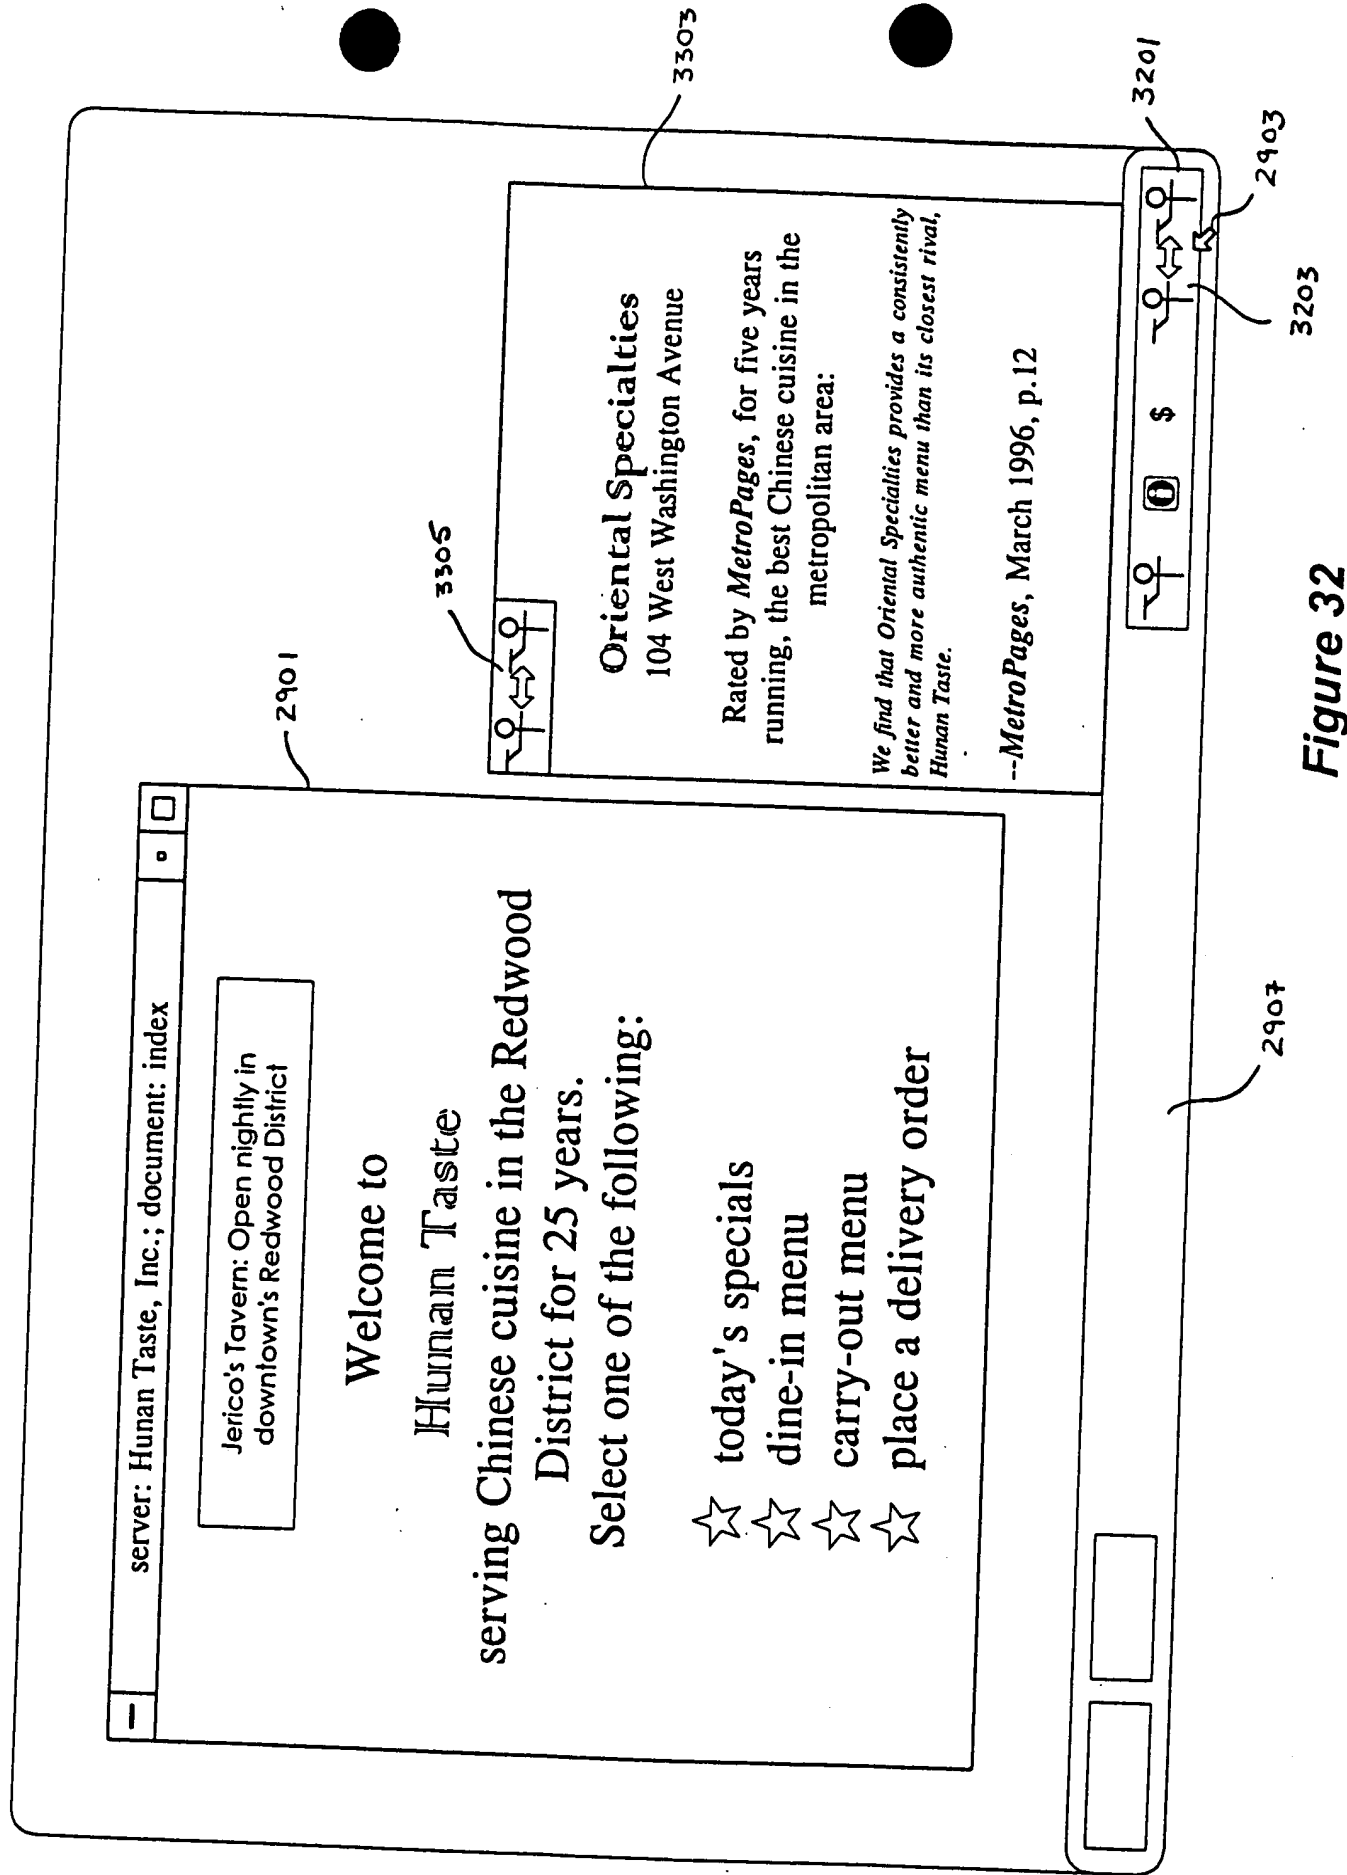 server: Hunan Taste, Inc.; document: index
Jerico's Tavern: Open nightly in
downtown's Redwood District
Welcome to
Hunan Taste
serving Chinese cuisine in the Redwood
District for 25 years.
Select one of the following:
☆ today's specials
☆ dine-in menu
☆ carry-out menu
☆ place a delivery order
2901
3305
Oriental Specialties
104 West Washington Avenue
Rated by MetroPages, for five years
running, the best Chinese cuisine in the
metropolitan area:
We find that Oriental Specialties provides a consistently
better and more authentic menu than its closest rival,
Hunan Taste.
--MetroPages, March 1996, p.12
3303
$
3201
2903
3203
2907
Figure 32